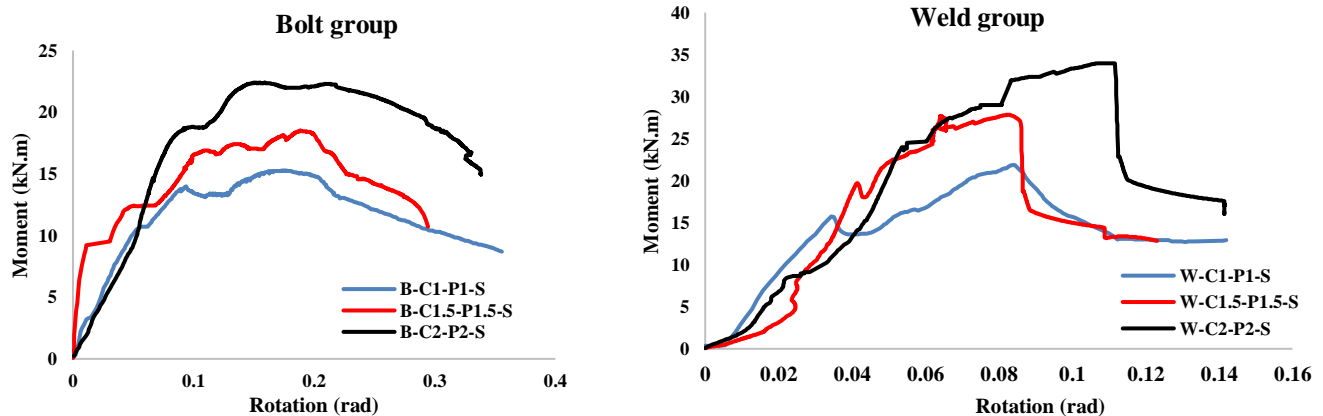 Bolt group
Moment (kN.m)
25
20
15
10
5
0
0 0.1 0.2 0.3 0.4
Rotation (rad)
B-C1-P1-S
B-C1.5-P1.5-S
B-C2-P2-S
Weld group
Moment (kN.m)
40
35
30
25
20
15
10
5
0
0 0.02 0.04 0.06 0.08 0.1 0.12 0.14 0.16
Rotation (rad)
W-C1-P1-S
W-C1.5-P1.5-S
W-C2-P2-S